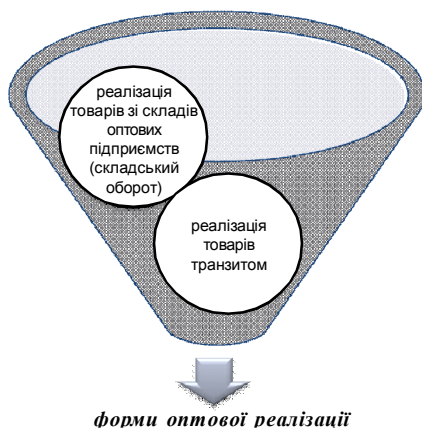 реалізація
товарів зі складів
оптових
підприємств
(складський
оборот)
реалізація
товарів
транзитом
форми оптової реалізації